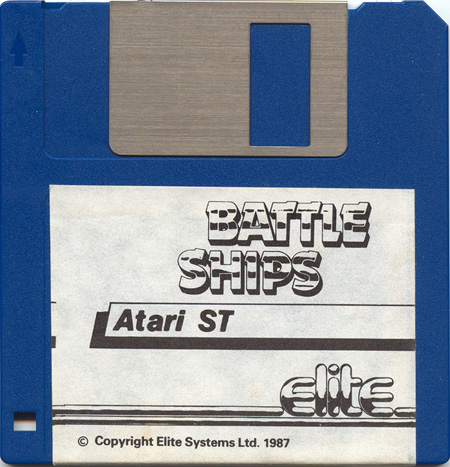 BATTLE
SHIPS
Atari ST
Elite
© Copyright Elite Systems Ltd. 1987